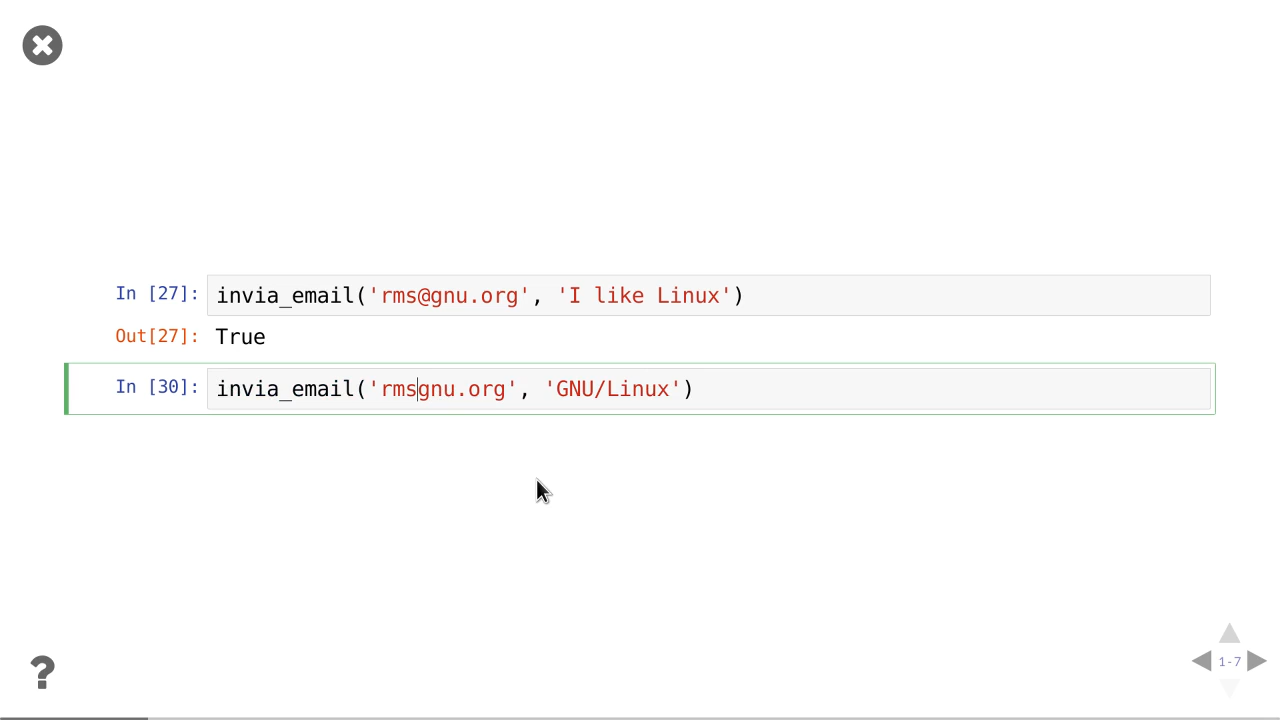 In [27]: invia_email('rms@gnu.org', 'I like Linux')
Out[27]: True
In [30]: invia_email('rmsgnu.org', 'GNU/Linux')
?
1-7